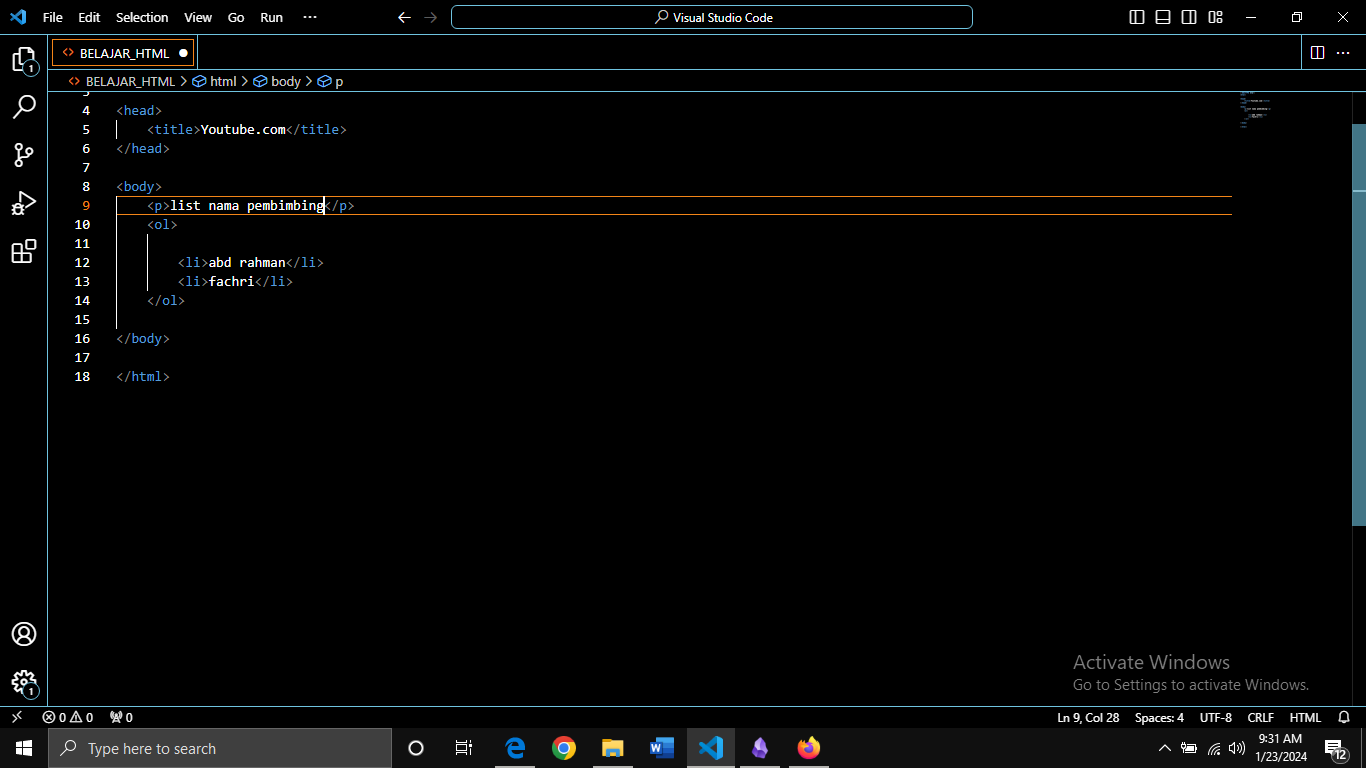 File Edit Selection View Go Run ···
Visual Studio Code
BELAJAR_HTML
BELAJAR_HTML > html > body > p
4 <head>
5 <title>Youtube.com</title>
6 </head>
7
8 <body>
9 <p>list nama pembimbing</p>
10 <ol>
11
12 <li>abd rahman</li>
13 <li>fachri</li>
14 </ol>
15
16 </body>
17
18 </html>
1
1
Activate Windows
Go to Settings to activate Windows.
0 0 0
Ln 9, Col 28 Spaces: 4 UTF-8 CRLF HTML
Type here to search
9:31 AM
1/23/2024
12